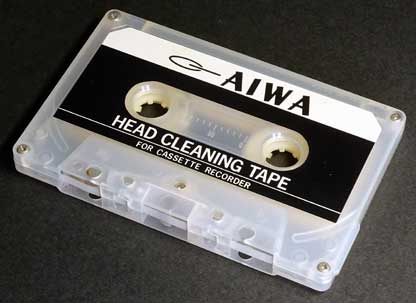 AIWA
HEAD CLEANING TAPE
FOR CASSETTE RECORDER